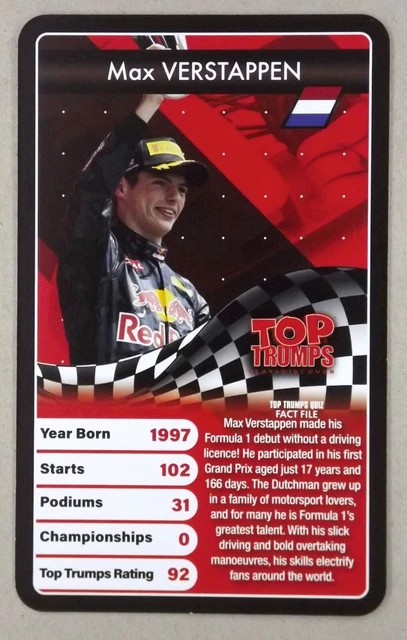 Max VERSTAPPEN
Red
TOP
TRUMPS
PLAY & DISCOVER
TOP TRUMPS QUIZ
FACT FILE
Year Born 1997
Starts 102
Podiums 31
Championships 0
Top Trumps Rating 92
Max Verstappen made his
Formula 1 debut without a driving
licence! He participated in his first
Grand Prix aged just 17 years and
166 days. The Dutchman grew up
in a family of motorsport lovers,
and for many he is Formula 1's
greatest talent. With his slick
driving and bold overtaking
manoeuvres, his skills electrify
fans around the world.